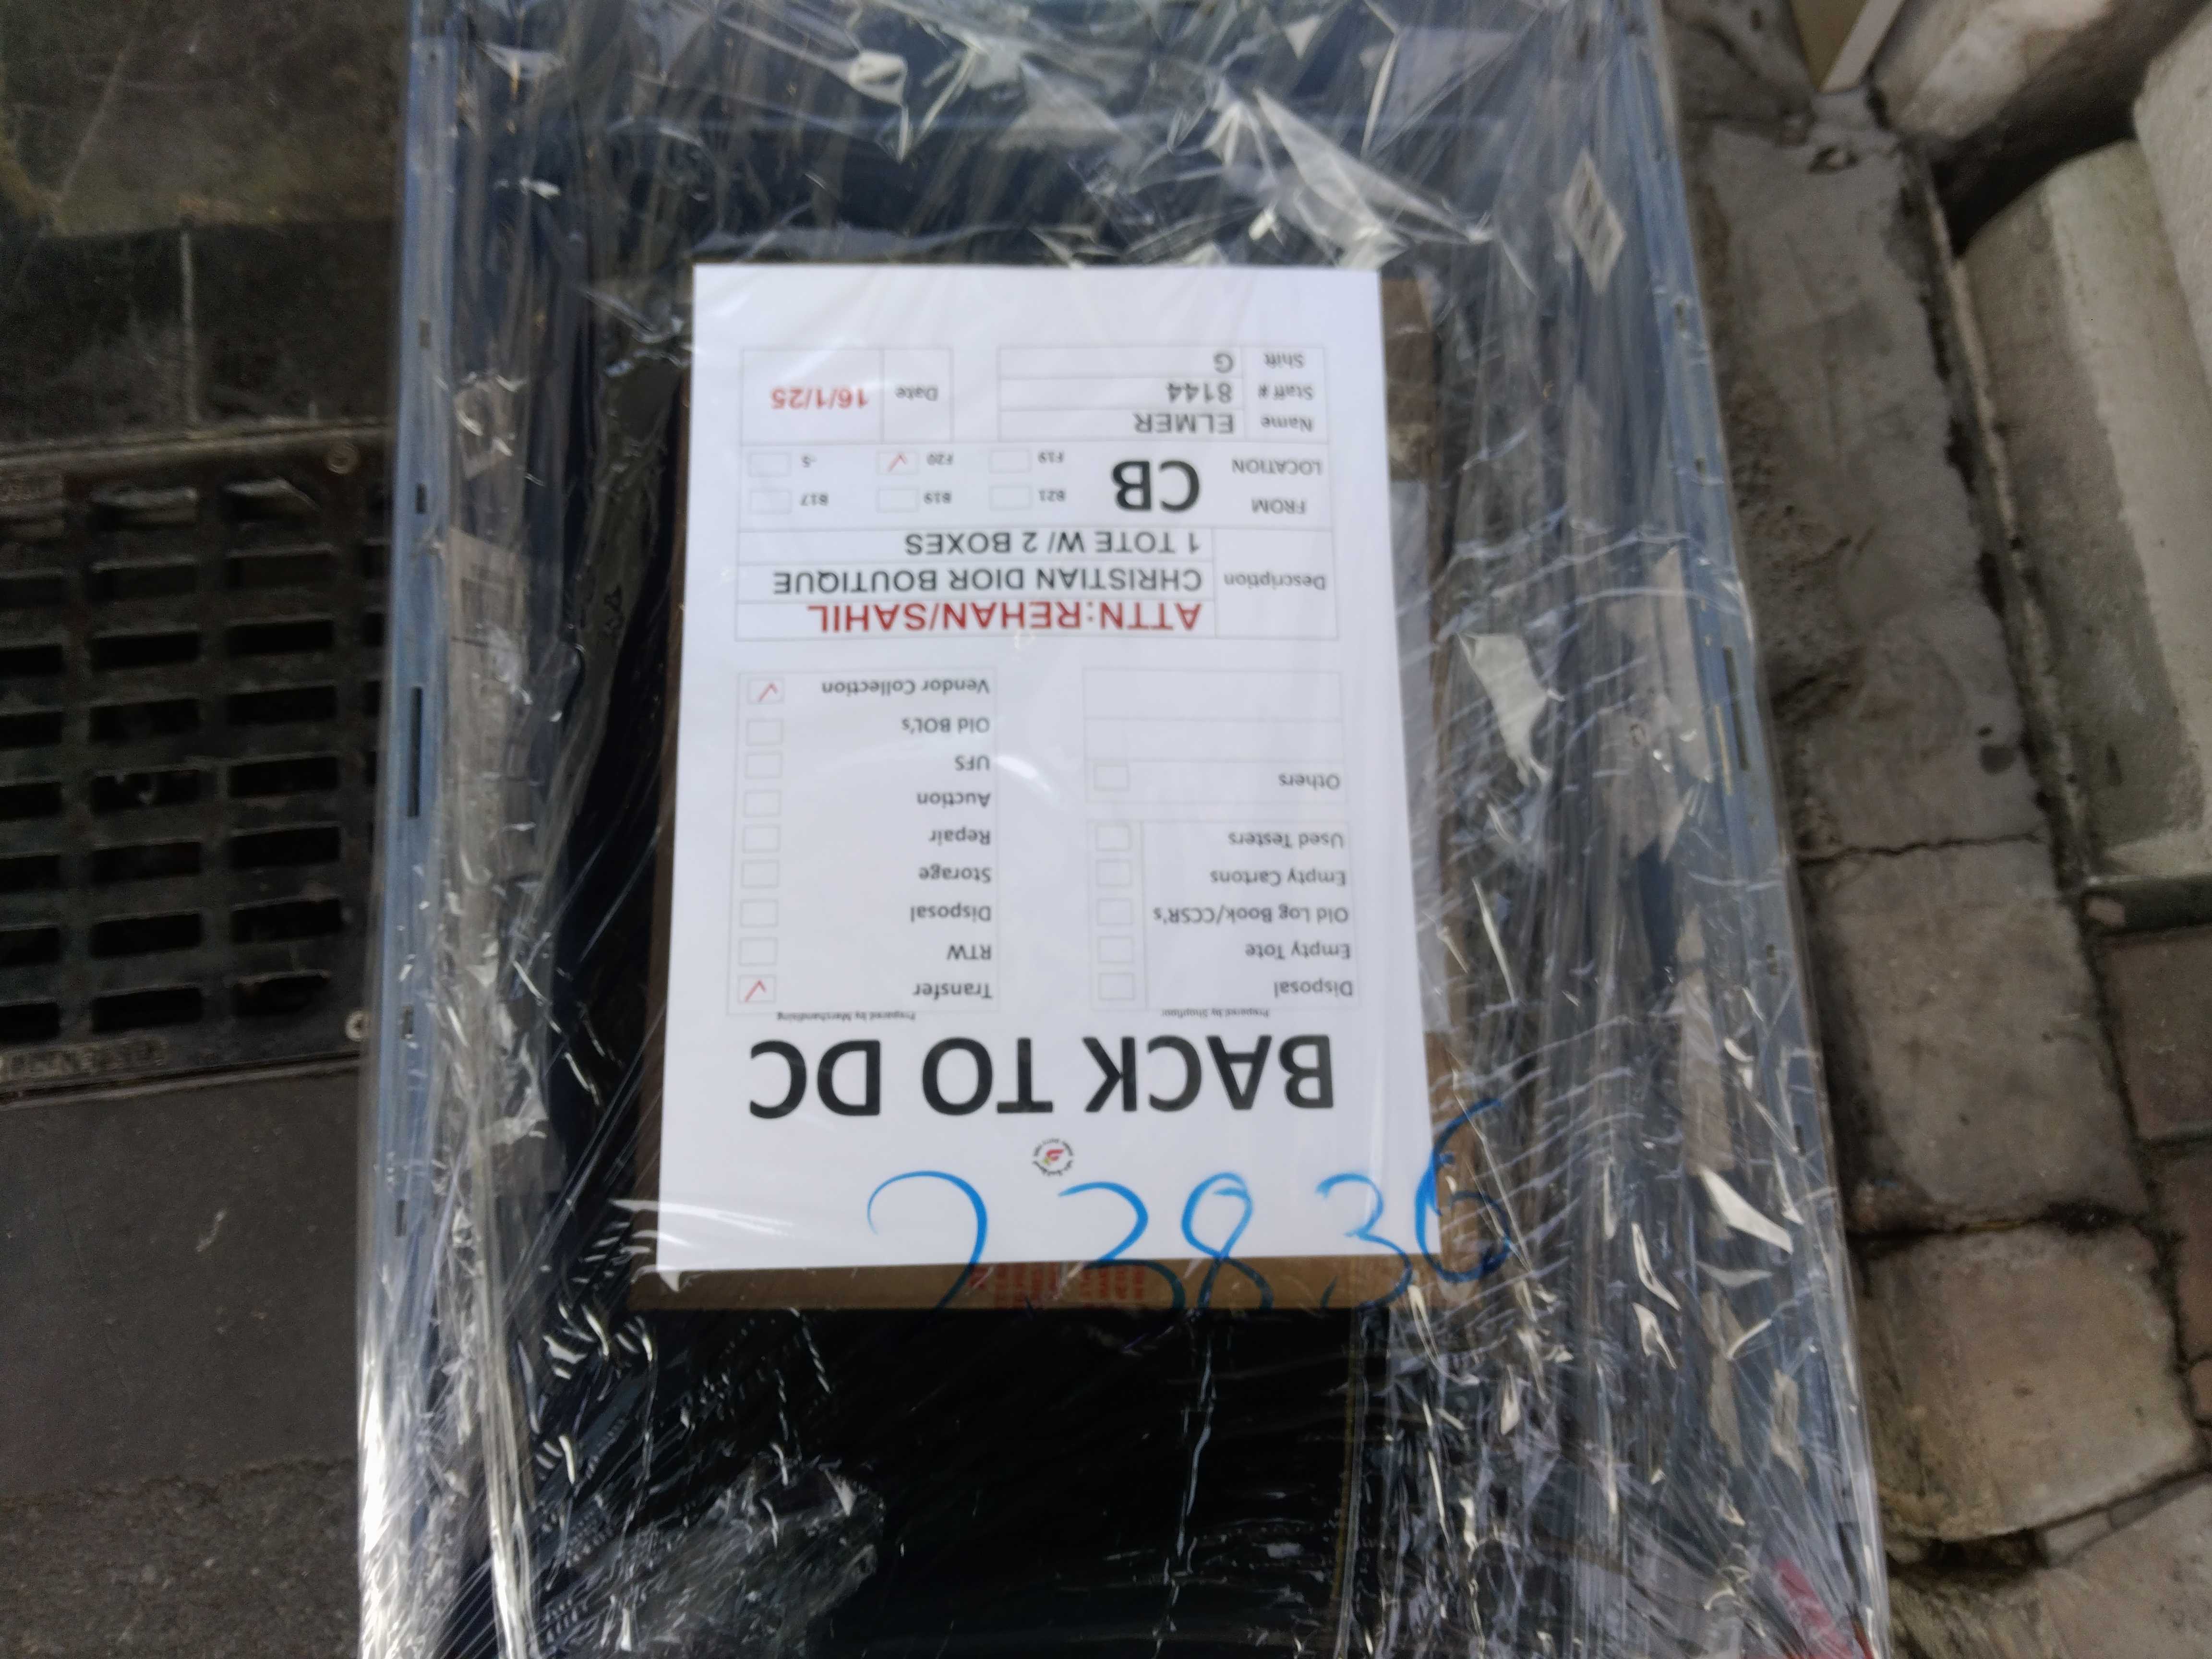 23836
BACK TO DC
Prepared by Shopfloor
Prepared by Merchandising
Disposal
Transfer
Empty Tote
RTW
Old Log Book/CCSR's
Disposal
Empty Cartons
Storage
Used Testers
Repair
Auction
Others
UFS
Old BOL's
Vendor Collection
Description
ATTN:REHAN/SAHIL
CHRISTIAN DIOR BOUTIQUE
1 TOTE W/ 2 BOXES
FROM LOCATION
CB
B21
B19
B17
F19
F20
-5
Name ELMER
Staff # 8144
Date 16/1/25
Shift G